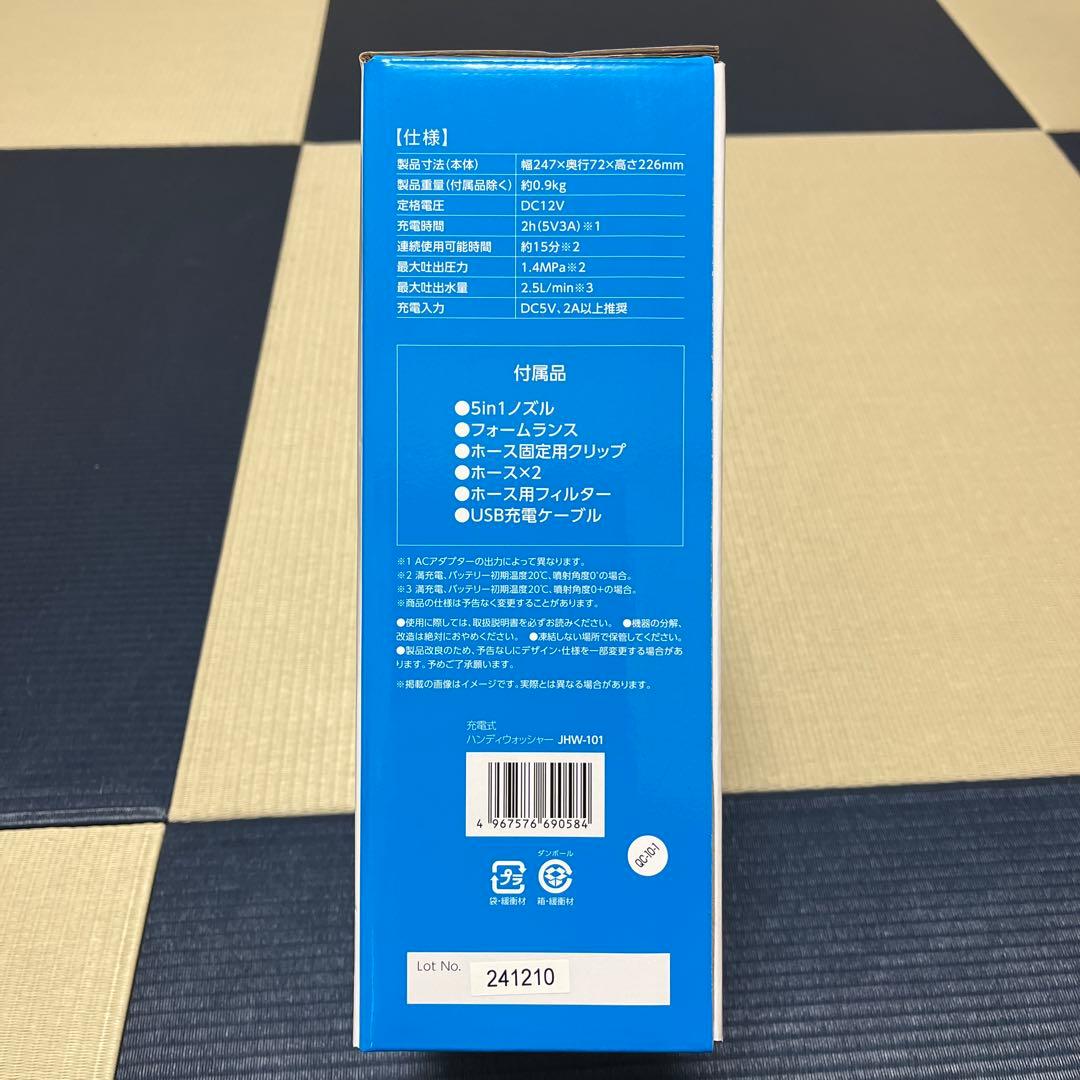 【仕様】
製品寸法(本体) 幅247×奥行72×高さ226mm
製品重量(付属品除く) 約0.9kg
定格電圧 DC12V
充電時間 2h(5V3A)※1
連続使用可能時間 約15分※2
最大吐出圧力 1.4MPa※2
最大吐出水量 2.5L/min※3
充電入力 DC5V、2A以上推奨
付属品
●5in1ノズル
●フォームランス
●ホース固定用クリップ
●ホース×2
●ホース用フィルター
●USB充電ケーブル
※1 ACアダプターの出力によって異なります。
※2 満充電、バッテリー初期温度20℃、噴射角度0°の場合。
※3 満充電、バッテリー初期温度20℃、噴射角度0+の場合。
※商品の仕様は予告なく変更することがあります。
●使用に際しては、取扱説明書を必ずお読みください。 ●機器の分解、
改造は絶対におやめください。 ●凍結しない場所で保管してください。
●製品改良のため、予告なしにデザイン・仕様を一部変更する場合があ
ります。予めご了承願います。
※掲載の画像はイメージです。実際とは異なる場合があります。
充電式
ハンディウォッシャー JHW-101
4 967576 690584
QC-10-1
ダンボール
プラ
袋・緩衝材 箱・緩衝材
Lot No. 241210